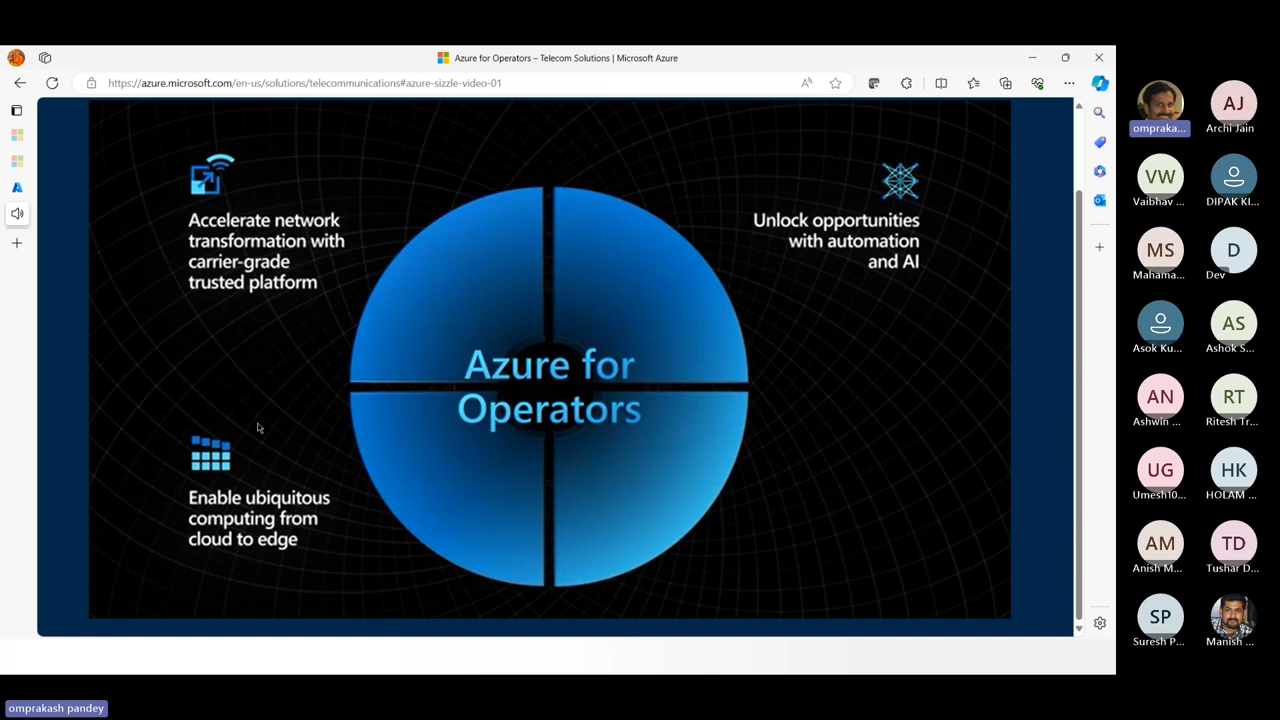 Azure for Operators – Telecom Solutions | Microsoft Azure
https://azure.microsoft.com/en-us/solutions/telecommunications#azure-sizzle-video-01
Accelerate network
transformation with
carrier-grade
trusted platform
Unlock opportunities
with automation
and AI
Azure for
Operators
Enable ubiquitous
computing from
cloud to edge
ompraka...
AJ
Archi Jain
VW
Vaibhav ...
DIPAK KI...
MS
Mahama...
D
Dev
Asok Ku...
AS
Ashok S...
AN
Ashwin ...
RT
Ritesh Tr...
UG
Umesh10...
HK
HOLAM ...
AM
Anish M...
TD
Tushar D...
SP
Suresh P...
Manish ...
omprakash pandey